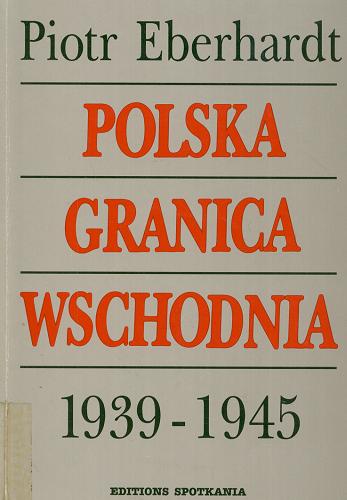 Piotr Eberhardt
POLSKA
GRANICA
WSCHODNIA
1939-1945
EDITIONS SPOTKANIA